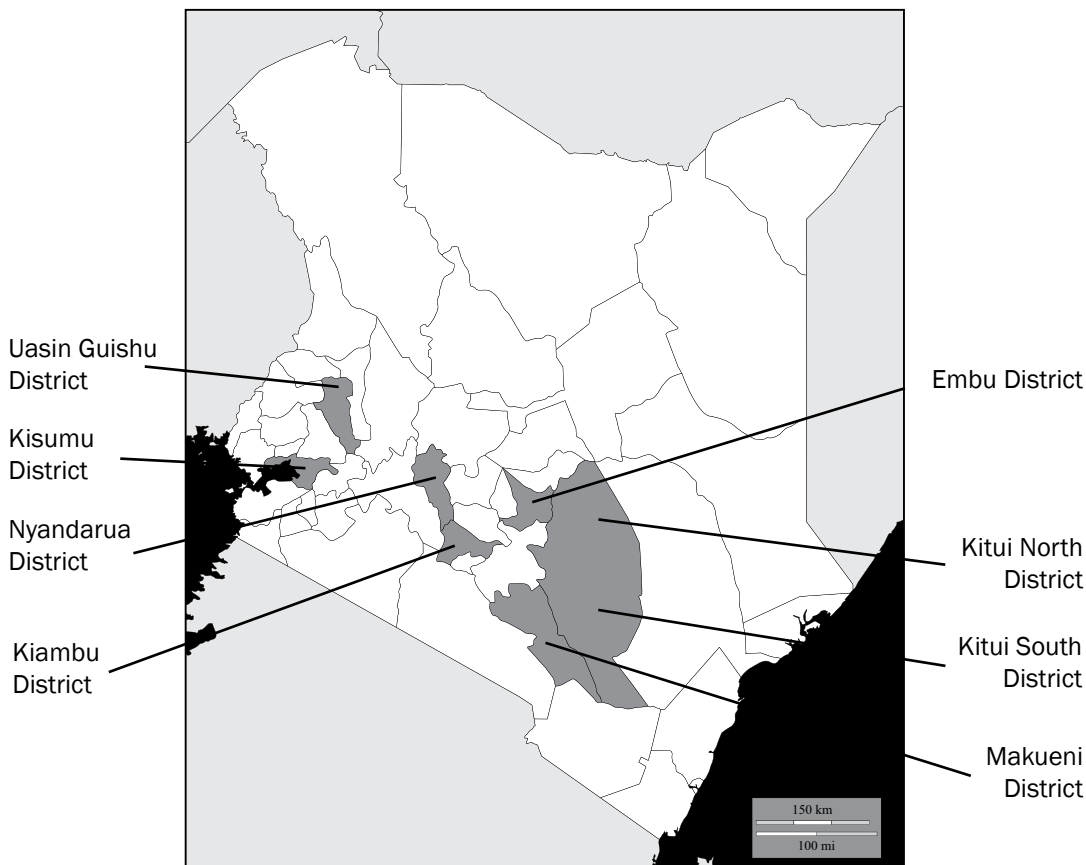 Uasin Guishu
District
Kisumu
District
Nyandarua
District
Kiambu
District
Embu District
Kitui North
District
Kitui South
District
Makueni
District
150 km
100 mi